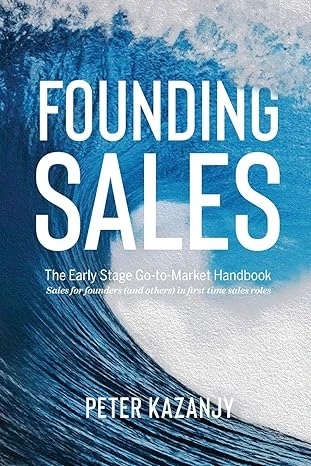 FOUNDING
SALES
The Early Stage Go-to-Market Handbook
Sales for founders (and others) in first time sales roles
PETER KAZANJY